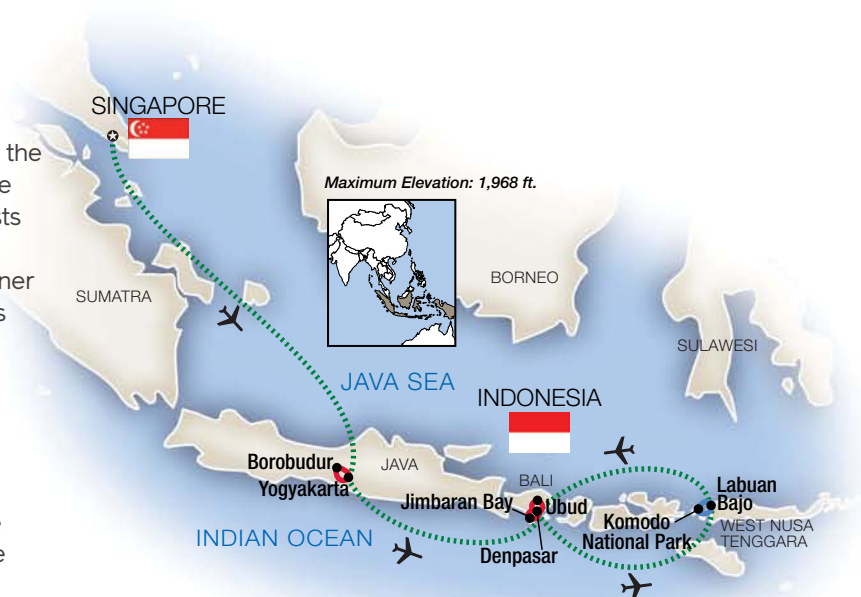 SINGAPORE
the
e
sts
ner
s
e
Maximum Elevation: 1,968 ft.
BORNEO
SUMATRA
SULAWESI
JAVA SEA
INDONESIA
Borobudur
JAVA
Yogyakarta
BALI
Labuan
Bajo
Jimbaran Bay
Ubud
Komodo
National Park
WEST NUSA
TENGGARA
INDIAN OCEAN
Denpasar